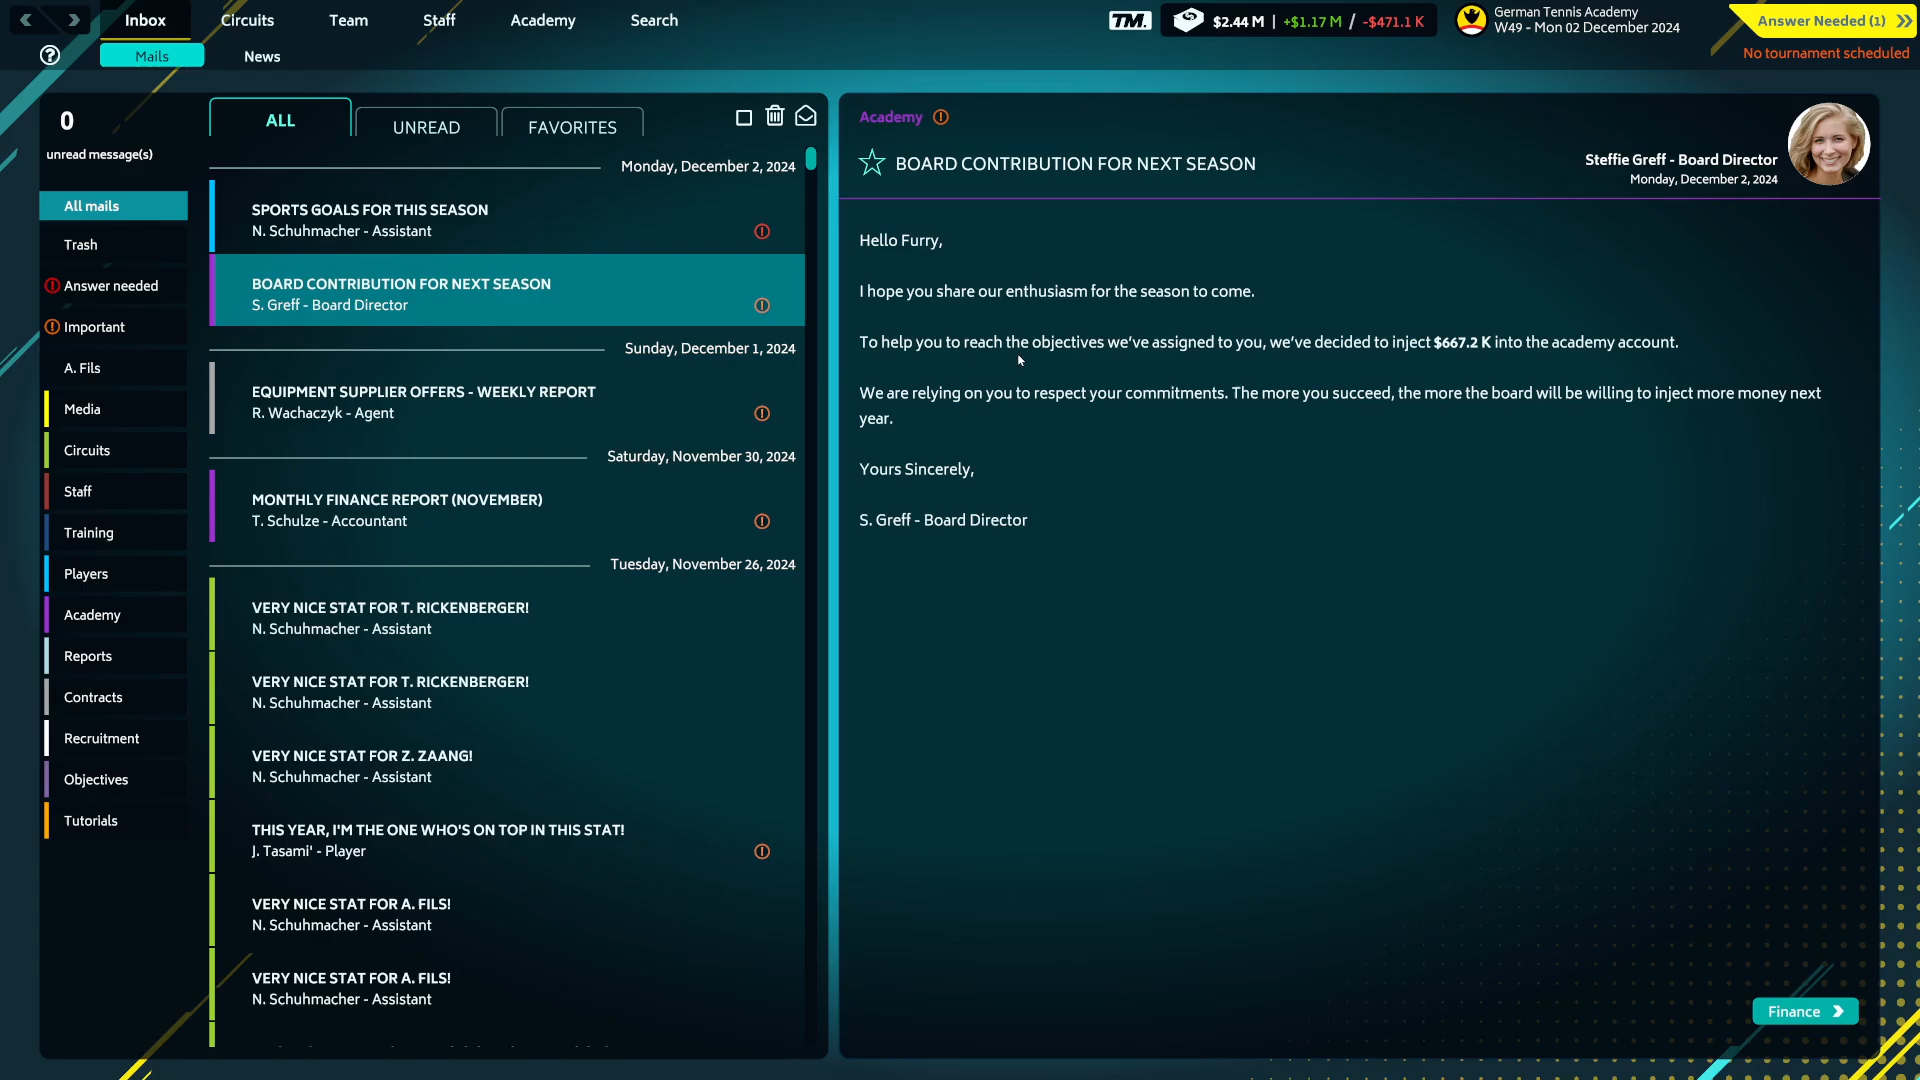 Inbox
Circuits
Team
Staff
Academy
Search
TM.
$2.44 M | +$1.17 M / -$471.1 K
German Tennis Academy
W49 - Mon 02 December 2024
Answer Needed (1)
No tournament scheduled
?
Mails
News
0
unread message(s)
All mails
Trash
Answer needed
Important
A. Fils
Media
Circuits
Staff
Training
Players
Academy
Reports
Contracts
Recruitment
Objectives
Tutorials
ALL
UNREAD
FAVORITES
Monday, December 2, 2024
SPORTS GOALS FOR THIS SEASON
N. Schuhmacher - Assistant
BOARD CONTRIBUTION FOR NEXT SEASON
S. Greff - Board Director
Sunday, December 1, 2024
EQUIPMENT SUPPLIER OFFERS - WEEKLY REPORT
R. Wachaczyk - Agent
Saturday, November 30, 2024
MONTHLY FINANCE REPORT (NOVEMBER)
T. Schulze - Accountant
Tuesday, November 26, 2024
VERY NICE STAT FOR T. RICKENBERGER!
N. Schuhmacher - Assistant
VERY NICE STAT FOR T. RICKENBERGER!
N. Schuhmacher - Assistant
VERY NICE STAT FOR Z. ZAANG!
N. Schuhmacher - Assistant
THIS YEAR, I'M THE ONE WHO'S ON TOP IN THIS STAT!
J. Tasami' - Player
VERY NICE STAT FOR A. FILS!
N. Schuhmacher - Assistant
VERY NICE STAT FOR A. FILS!
N. Schuhmacher - Assistant
Academy
BOARD CONTRIBUTION FOR NEXT SEASON
Steffie Greff - Board Director
Monday, December 2, 2024
Hello Furry,
I hope you share our enthusiasm for the season to come.
To help you to reach the objectives we've assigned to you, we've decided to inject $667.2 K into the academy account.
We are relying on you to respect your commitments. The more you succeed, the more the board will be willing to inject more money next
year.
Yours Sincerely,
S. Greff - Board Director
Finance